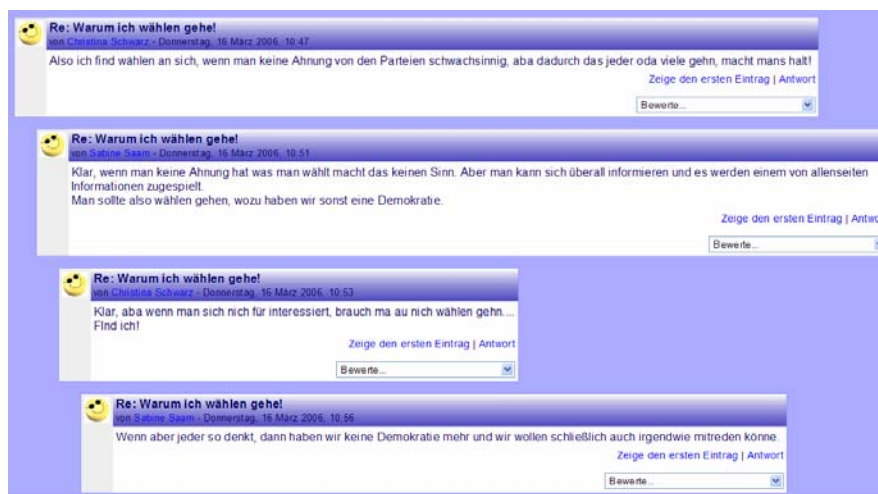 Re: Warum ich wählen gehe!
von Christina Schwarz - Donnerstag, 16 März 2006, 10:47
Also ich find wählen an sich, wenn man keine Ahnung von den Parteien schwachsinnig, aba dadurch das jeder oda viele gehn, macht mans halt!
Zeige den ersten Eintrag | Antwort
Bewerte...
Re: Warum ich wählen gehe!
von Sabine Saam - Donnerstag, 16 März 2006, 10:51
Klar, wenn man keine Ahnung hat was man wählt macht das keinen Sinn. Aber man kann sich überall informieren und es werden einem von allenseiten
Informationen zugespielt.
Man sollte also wählen gehen, wozu haben wir sonst eine Demokratie.
Zeige den ersten Eintrag | Antwo
Bewerte...
Re: Warum ich wählen gehe!
von Christina Schwarz - Donnerstag, 16 März 2006, 10:53
Klar, aba wenn man sich nich für interessiert, brauch ma au nich wählen gehn....
FInd ich!
Zeige den ersten Eintrag | Antwort
Bewerte...
Re: Warum ich wählen gehe!
von Sabine Saam - Donnerstag, 16 März 2006, 10:56
Wenn aber jeder so denkt, dann haben wir keine Demokratie mehr und wir wollen schließlich auch irgendwie mitreden könne.
Zeige den ersten Eintrag | Antwort
Bewerte...